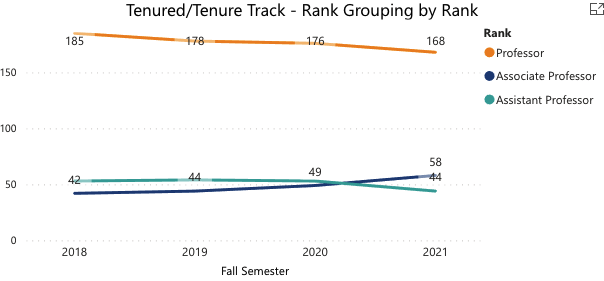 Tenured/Tenure Track - Rank Grouping by Rank
Rank
Professor
Associate Professor
Assistant Professor
185
178
176
168
150
100
58
49
42
44
44
50
0
2018
2019
2020
2021
Fall Semester